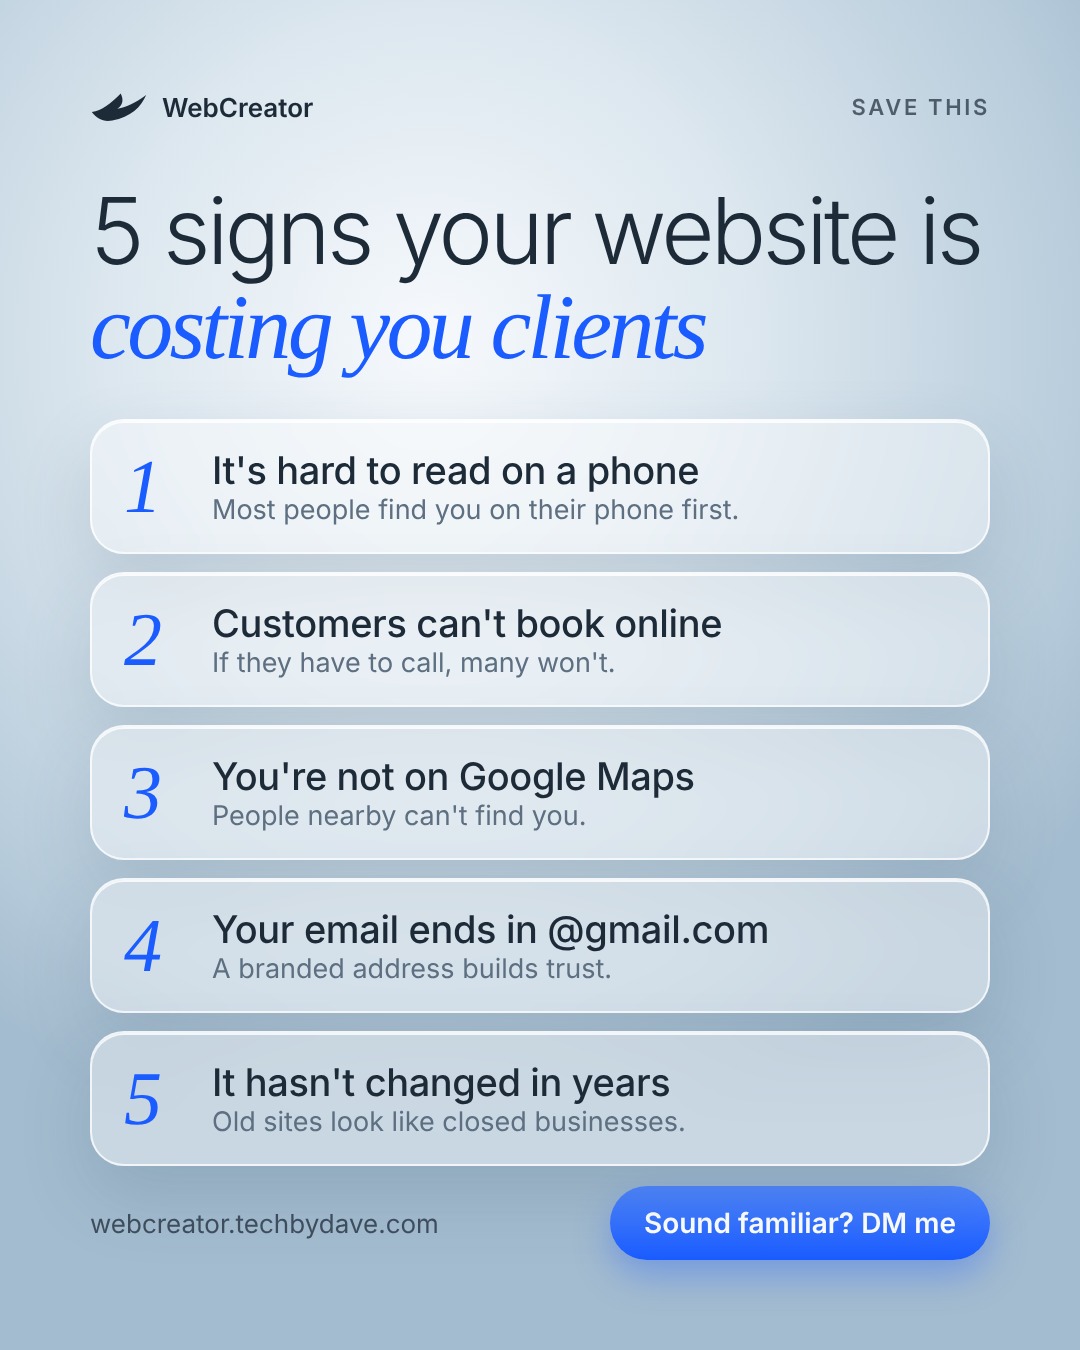 WebCreator
SAVE THIS
5 signs your website is
costing you clients
1
It's hard to read on a phone
Most people find you on their phone first.
2
Customers can't book online
If they have to call, many won't.
3
You're not on Google Maps
People nearby can't find you.
4
Your email ends in @gmail.com
A branded address builds trust.
5
It hasn't changed in years
Old sites look like closed businesses.
webcreator.techbydave.com
Sound familiar? DM me